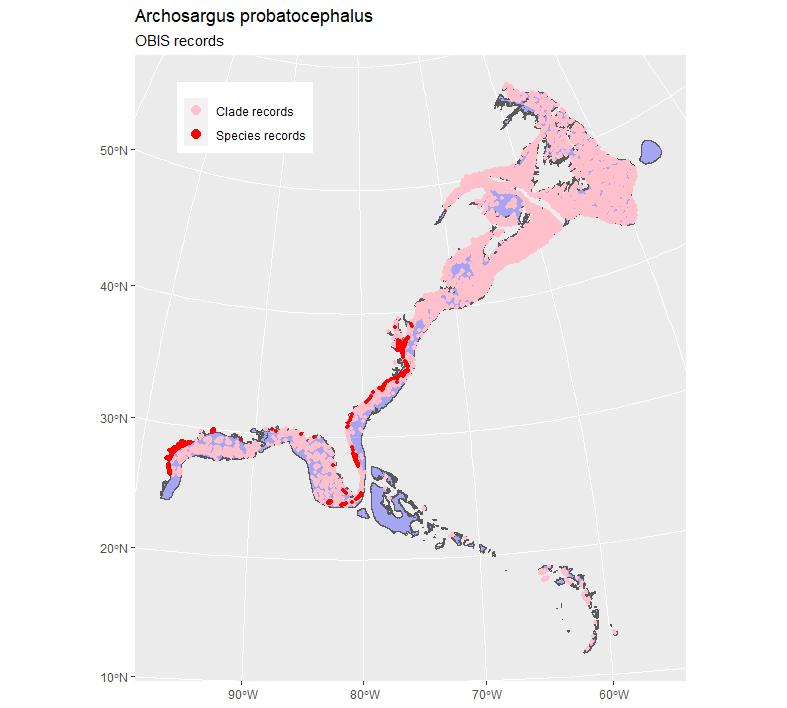 Archosargus probatocephalus
OBIS records
Clade records
Species records
50°N
40°N
30°N
20°N
10°N
90°W
80°W
70°W
60°W